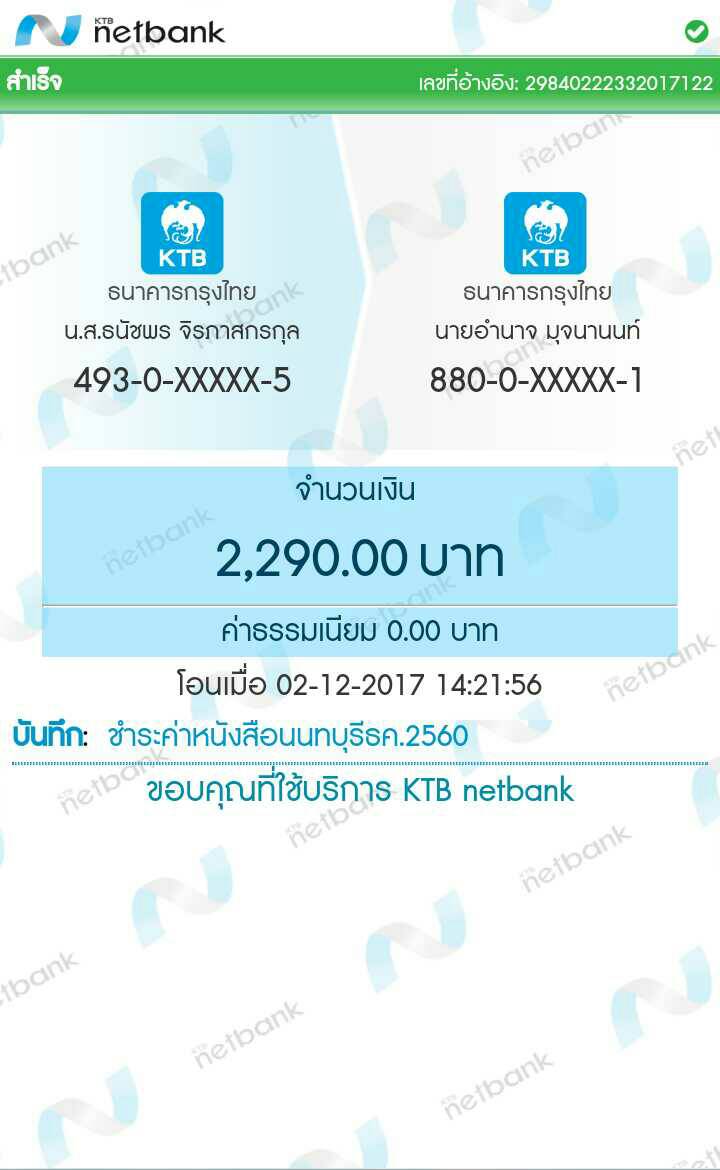 KTB netbank
สำเร็จ เลขที่อ้างอิง: 29840222332017122
KTB KTB
ธนาคารกรุงไทย ธนาคารกรุงไทย
น.ส.ธนัชพร จิรภาสกรกุล นายอำนาจ มุจนานนท์
493-0-XXXXX-5 880-0-XXXXX-1
จำนวนเงิน
2,290.00 บาท
ค่าธรรมเนียม 0.00 บาท
โอนเมื่อ 02-12-2017 14:21:56
บันทึก: ชำระค่าหนังสือนนทบุรีธค.2560
ขอบคุณที่ใช้บริการ KTB netbank